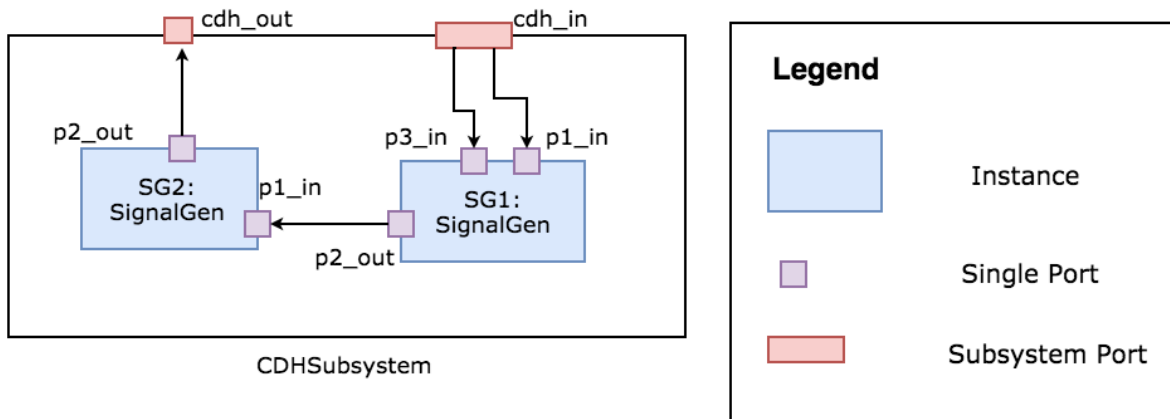 cdh_out
cdh_in
p2_out
p3_in
p1_in
SG2:
SignalGen
p1_in
SG1:
SignalGen
p2_out
CDHSubsystem
Legend
Instance
Single Port
Subsystem Port